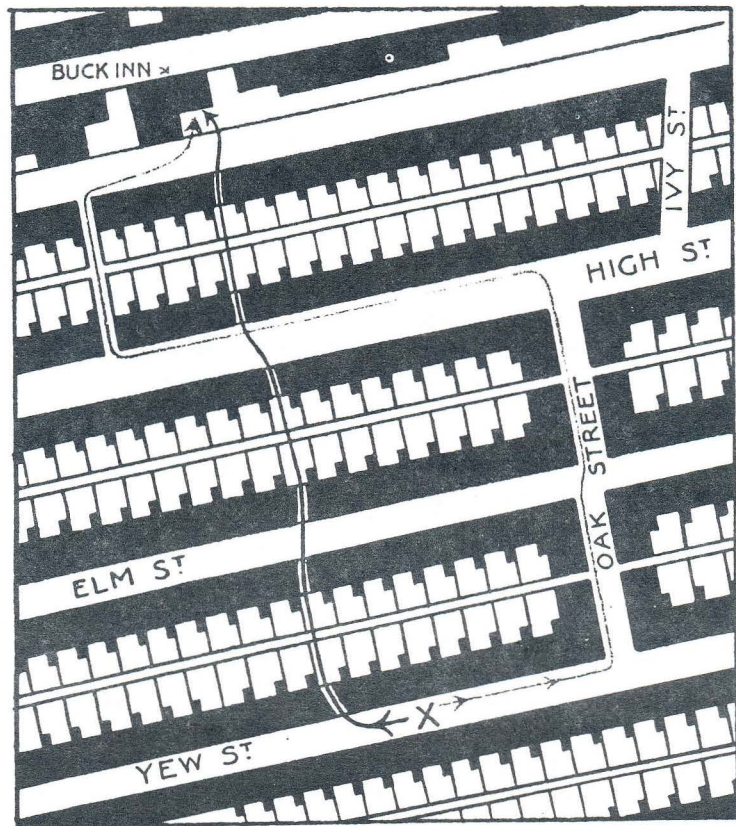 BUCK INN
IVY ST
HIGH ST
OAK STREET
ELM ST
YEW ST
X